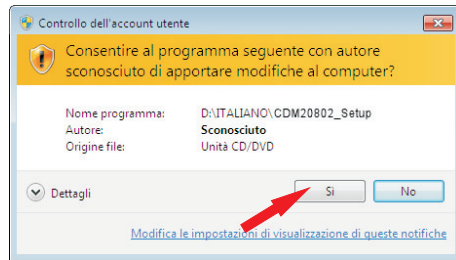 Controllo dell'account utente
Consentire al programma seguente con autore
sconosciuto di apportare modifiche al computer?
Nome programma: D:\ITALIANO\CDM20802_Setup
Autore: Sconosciuto
Origine file: Unità CD/DVD
Dettagli
Sì No
Modifica le impostazioni di visualizzazione di queste notifiche